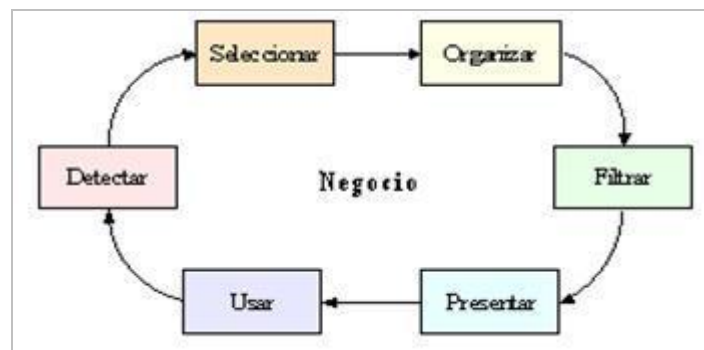 Seleccionar
Organizar
Detectar
Negocio
Filtrar
Usar
Presentar